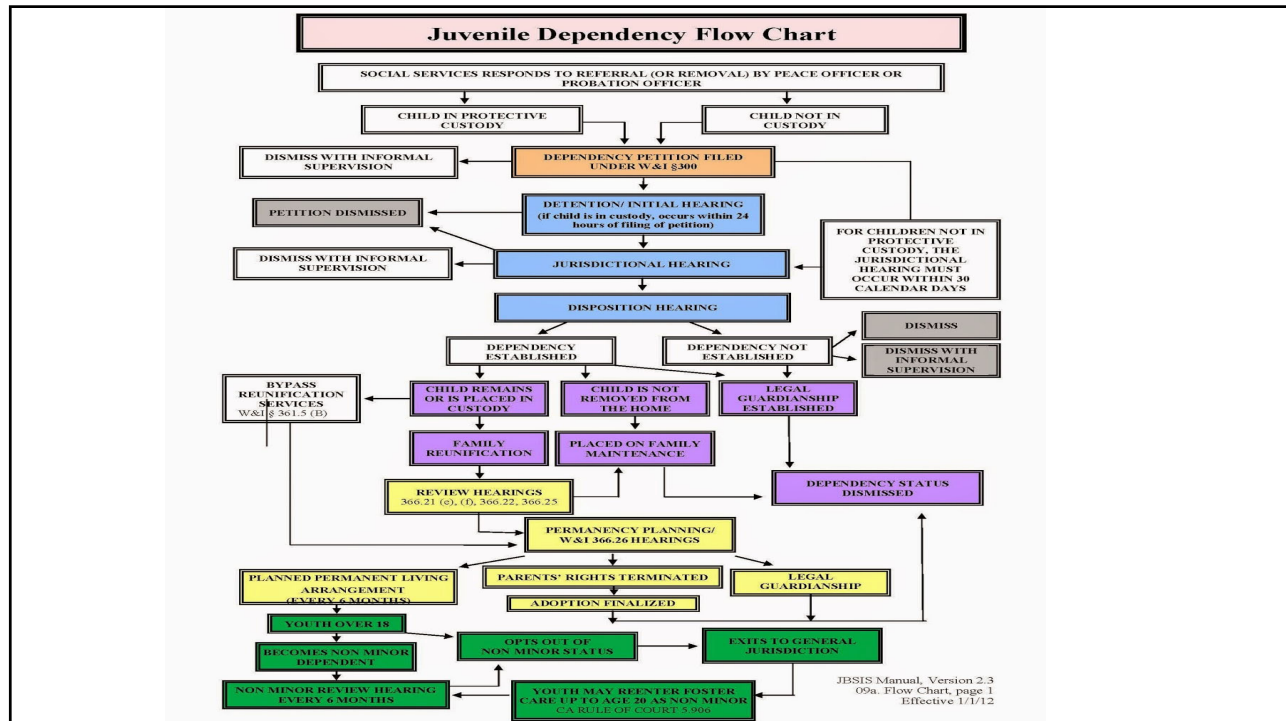 Juvenile Dependency Flow Chart
SOCIAL SERVICES RESPONDS TO REFERRAL (OR REMOVAL) BY PEACE OFFICER OR
PROBATION OFFICER
CHILD IN PROTECTIVE
CUSTODY
CHILD NOT IN
CUSTODY
DISMISS WITH INFORMAL
SUPERVISION
DEPENDENCY PETITION FILED
UNDER W&I §300
PETITION DISMISSED
DETENTION/ INITIAL HEARING
(if child is in custody, occurs within 24
hours of filing of petition)
FOR CHILDREN NOT IN
PROTECTIVE
CUSTODY, THE
JURISDICTIONAL
HEARING MUST
OCCUR WITHIN 30
CALENDAR DAYS
DISMISS WITH INFORMAL
SUPERVISION
JURISDICTIONAL HEARING
DISPOSITION HEARING
DISMISS
DEPENDENCY
ESTABLISHED
DEPENDENCY NOT
ESTABLISHED
DISMISS WITH
INFORMAL
SUPERVISION
BYPASS
REUNIFICATION
SERVICES
W&I § 361.5 (B)
CHILD REMAINS
OR IS PLACED IN
CUSTODY
CHILD IS NOT
REMOVED FROM
THE HOME
LEGAL
GUARDIANSHIP
ESTABLISHED
FAMILY
REUNIFICATION
PLACED ON FAMILY
MAINTENANCE
DEPENDENCY STATUS
DISMISSED
REVIEW HEARINGS
366.21 (e), (f), 366.22, 366.25
PERMANENCY PLANNING/
W&I 366.26 HEARINGS
PLANNED PERMANENT LIVING
ARRANGEMENT
(EVERY 6 MONTHS)
PARENTS' RIGHTS TERMINATED
LEGAL
GUARDIANSHIP
ADOPTION FINALIZED
YOUTH OVER 18
OPTS OUT OF
NON MINOR STATUS
EXITS TO GENERAL
JURISDICTION
BECOMES NON MINOR
DEPENDENT
NON MINOR REVIEW HEARING
EVERY 6 MONTHS
YOUTH MAY REENTER FOSTER
CARE UP TO AGE 20 AS NON MINOR
CA RULE OF COURT 5.906
JBSIS Manual, Version 2.3
09a. Flow Chart, page 1
Effective 1/1/12